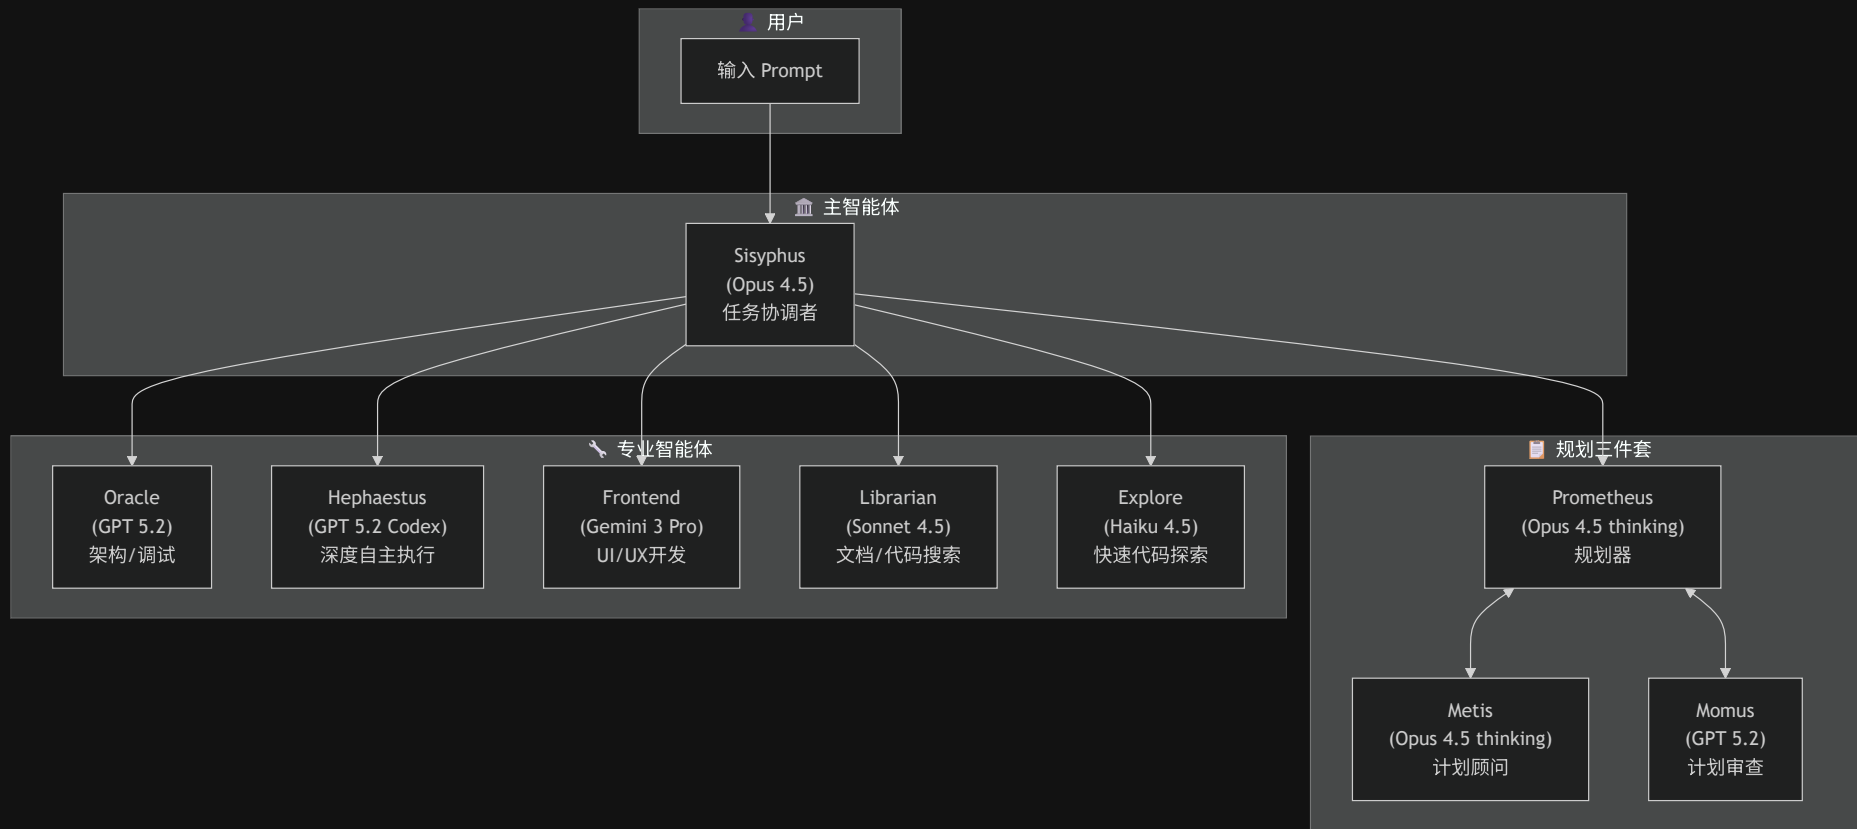 用户
输入 Prompt
主智能体
Sisyphus
(Opus 4.5)
任务协调者
专业智能体
Oracle
(GPT 5.2)
架构/调试
Hephaestus
(GPT 5.2 Codex)
深度自主执行
Frontend
(Gemini 3 Pro)
UI/UX开发
Librarian
(Sonnet 4.5)
文档/代码搜索
Explore
(Haiku 4.5)
快速代码探索
规划三件套
Prometheus
(Opus 4.5 thinking)
规划器
Metis
(Opus 4.5 thinking)
计划顾问
Momus
(GPT 5.2)
计划审查